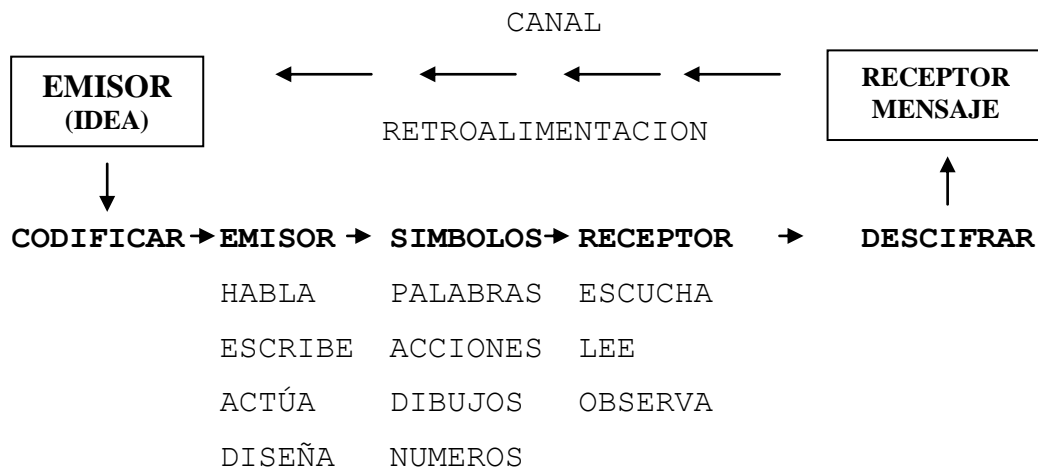 CANAL
EMISOR
(IDEA)
RECEPTOR
MENSAJE
RETROALIMENTACION
CODIFICAR EMISOR SIMBOLOS RECEPTOR DESCIFRAR
HABLA PALABRAS ESCUCHA
ESCRIBE ACCIONES LEE
ACTÚA DIBUJOS OBSERVA
DISEÑA NUMEROS